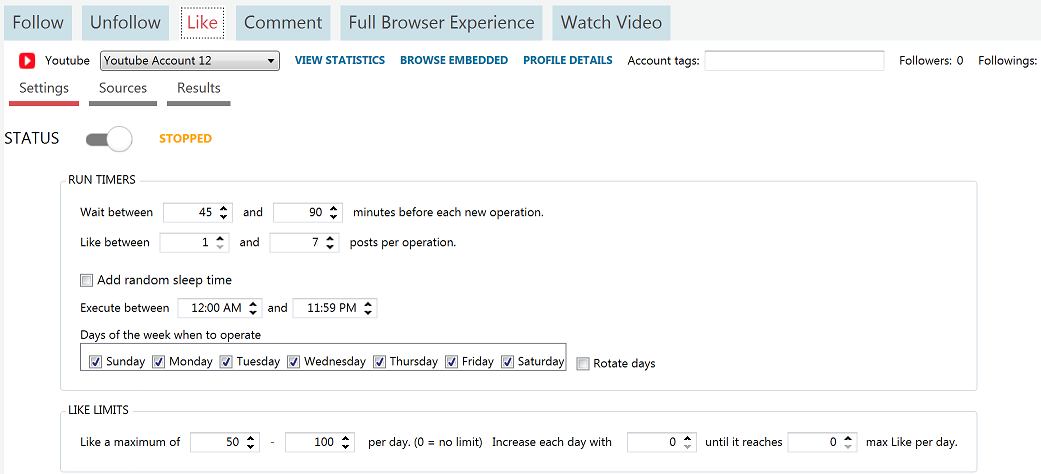 Follow Unfollow Like Comment Full Browser Experience Watch Video
Youtube Youtube Account 12 VIEW STATISTICS BROWSE EMBEDDED PROFILE DETAILS Account tags: Followers: 0 Followings:
Settings Sources Results
STATUS STOPPED
RUN TIMERS
Wait between 45 and 90 minutes before each new operation.
Like between 1 and 7 posts per operation.
Add random sleep time
Execute between 12:00 AM and 11:59 PM
Days of the week when to operate
Sunday Monday Tuesday Wednesday Thursday Friday Saturday Rotate days
LIKE LIMITS
Like a maximum of 50 - 100 per day. (0 = no limit) Increase each day with 0 until it reaches 0 max Like per day.